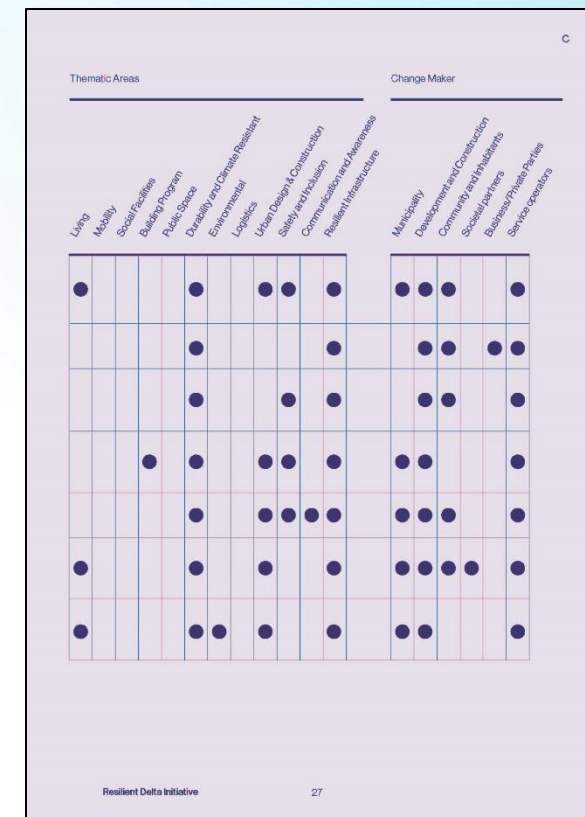 C
Thematic Areas
Change Maker
Living
Mobility
Social Facilities
Building Program
Public Space
Durability and Climate Resistant
Environmental
Logistics
Urban Design & Construction
Safety and Inclusion
Communication and Awareness
Resilient Infrastructure
Municipality
Development and Construction
Community and Inhabitants
Societal partners
Business/Private Parties
Service operators
Resilient Delta Initiative
27